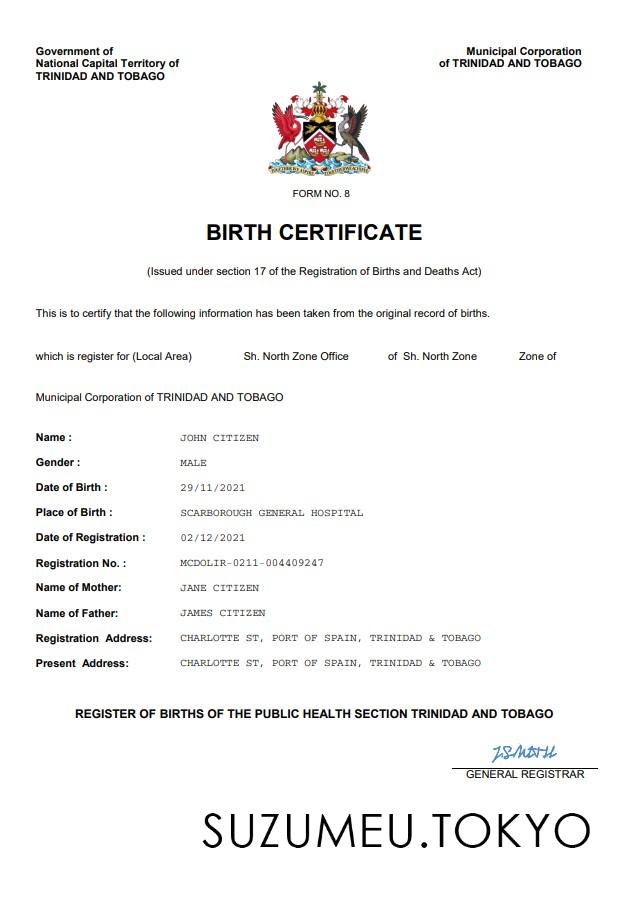 Government of
National Capital Territory of
TRINIDAD AND TOBAGO
Municipal Corporation
of TRINIDAD AND TOBAGO
TOGETHER WE ASPIRE TOGETHER WE ACHIEVE
FORM NO. 8
BIRTH CERTIFICATE
(Issued under section 17 of the Registration of Births and Deaths Act)
This is to certify that the following information has been taken from the original record of births.
which is register for (Local Area) Sh. North Zone Office of Sh. North Zone Zone of
Municipal Corporation of TRINIDAD AND TOBAGO
Name : JOHN CITIZEN
Gender : MALE
Date of Birth : 29/11/2021
Place of Birth : SCARBOROUGH GENERAL HOSPITAL
Date of Registration : 02/12/2021
Registration No. : MCDOLIR-0211-004409247
Name of Mother: JANE CITIZEN
Name of Father: JAMES CITIZEN
Registration Address: CHARLOTTE ST, PORT OF SPAIN, TRINIDAD & TOBAGO
Present Address: CHARLOTTE ST, PORT OF SPAIN, TRINIDAD & TOBAGO
REGISTER OF BIRTHS OF THE PUBLIC HEALTH SECTION TRINIDAD AND TOBAGO
GENERAL REGISTRAR
SUZUMEU.TOKYO